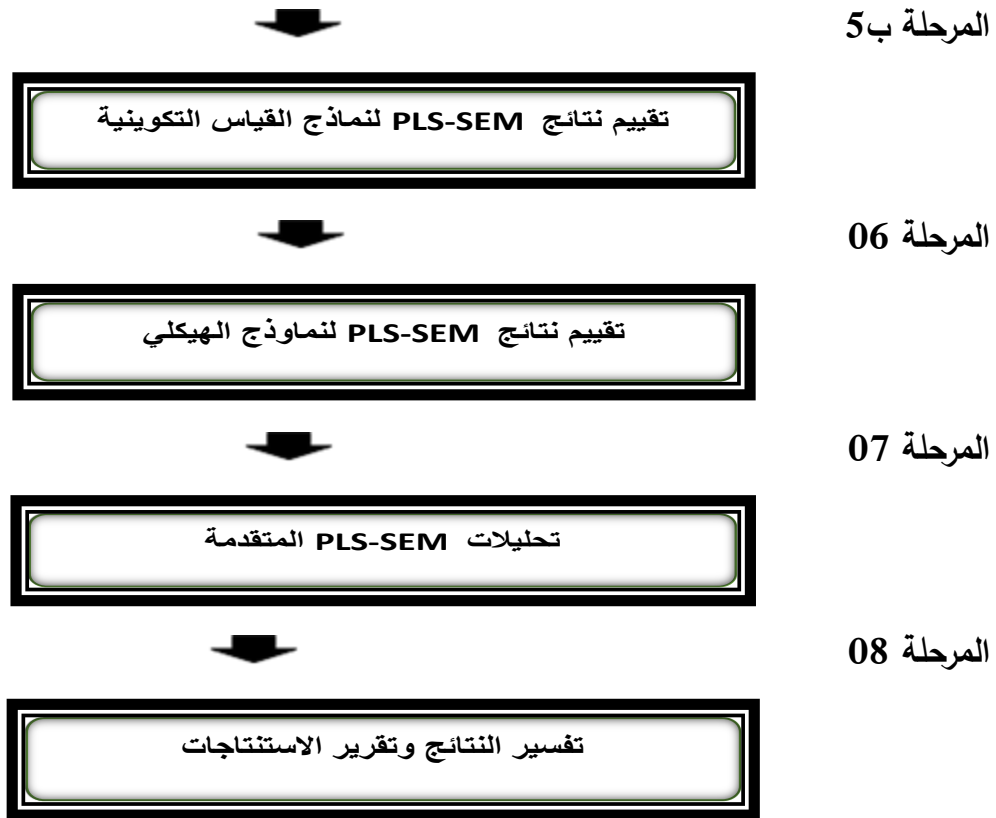 المرحلة ب5
تقييم نتائج PLS-SEM لنماذج القياس التكوينية
المرحلة 06
تقييم نتائج PLS-SEM لنماوذج الهيكلي
المرحلة 07
تحليلات PLS-SEM المتقدمة
المرحلة 08
تفسير النتائج وتقرير الاستنتاجات